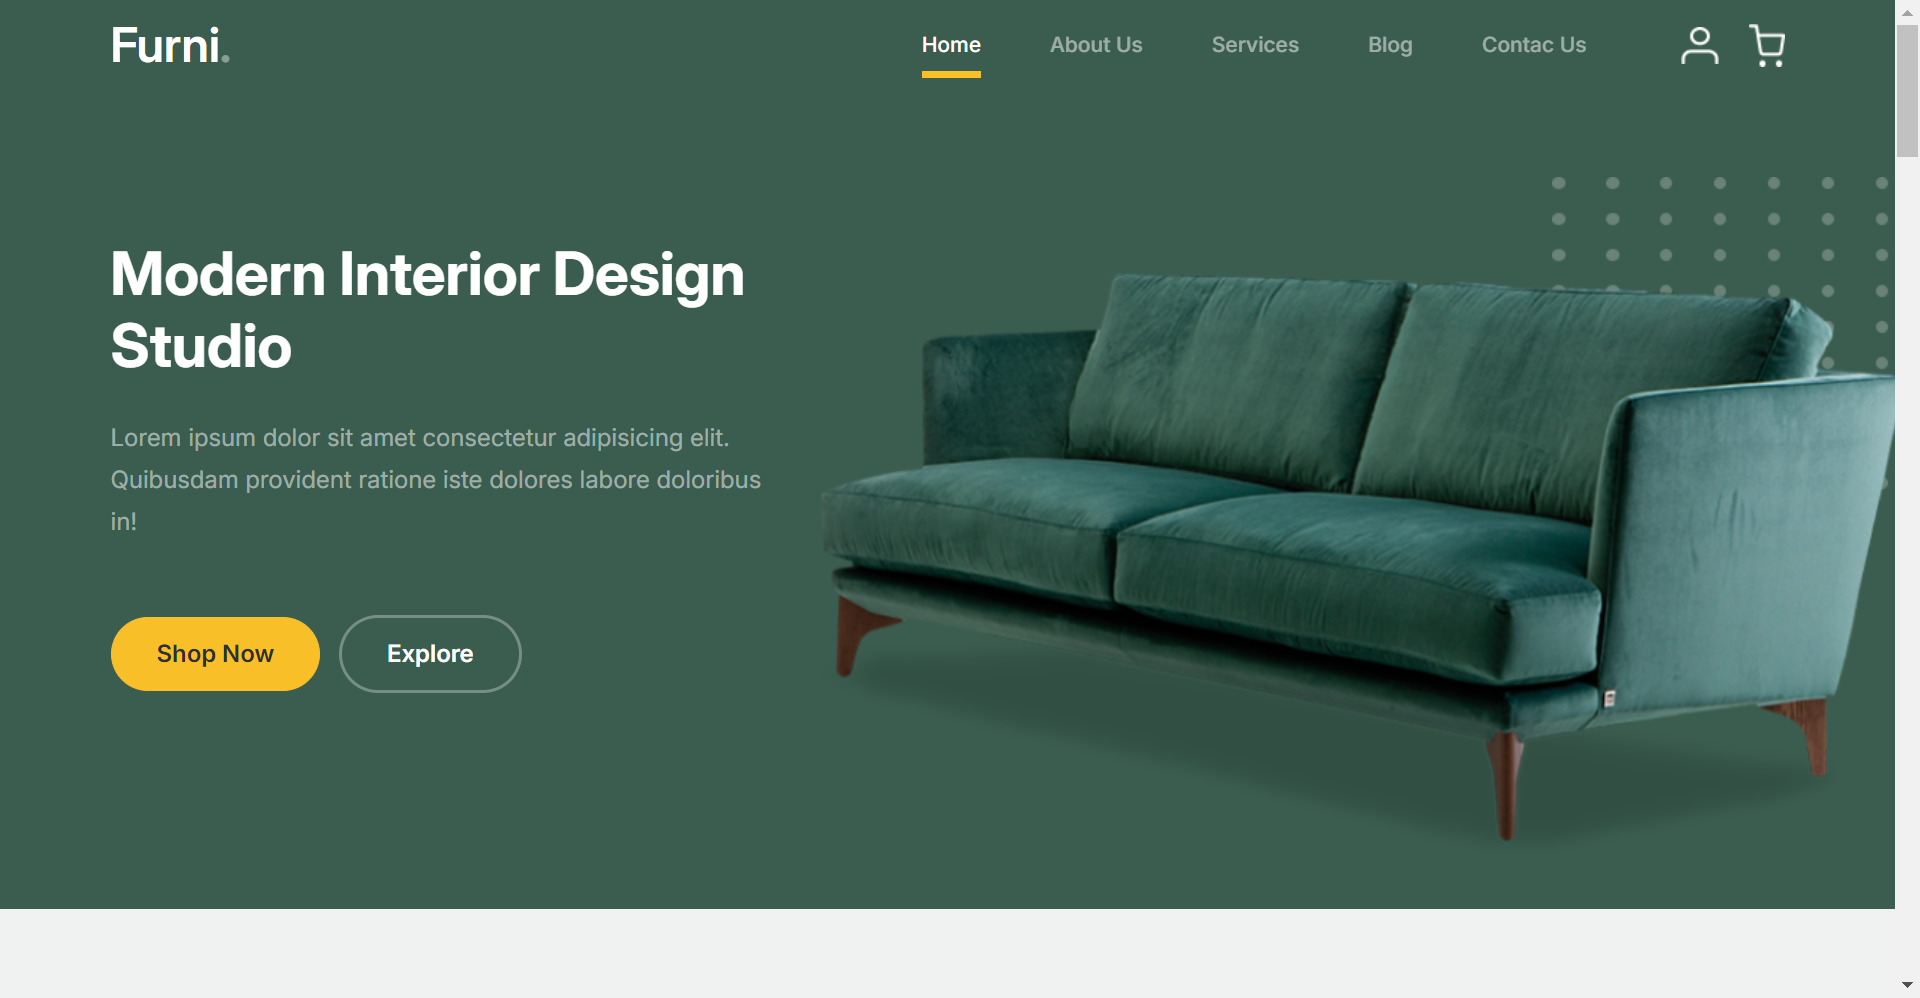 Furni.
Home About Us Services Blog Contac Us
Modern Interior Design
Studio
Lorem ipsum dolor sit amet consectetur adipisicing elit.
Quibusdam provident ratione iste dolores labore doloribus
in!
Shop Now Explore